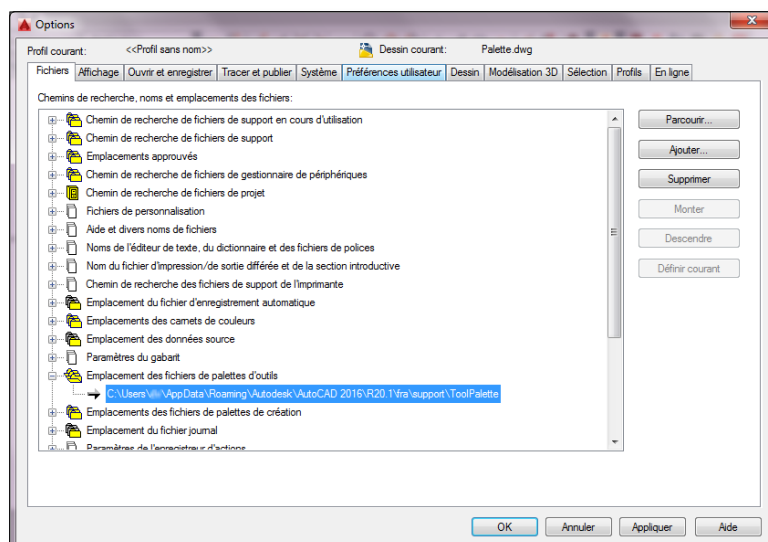 Options
Profil courant: <<Profil sans nom>> Dessin courant: Palette.dwg
Fichiers Affichage Ouvrir et enregistrer Tracer et publier Système Préférences utilisateur Dessin Modélisation 3D Sélection Profils En ligne
Chemins de recherche, noms et emplacements des fichiers:
Chemin de recherche de fichiers de support en cours d'utilisation
Parcourir...
Chemin de recherche de fichiers de support
Emplacements approuvés
Ajouter...
Chemin de recherche de fichiers de gestionnaire de périphériques
Supprimer
Chemin de recherche de fichiers de projet
Fichiers de personnalisation
Monter
Aide et divers noms de fichiers
Descendre
Noms de l'éditeur de texte, du dictionnaire et des fichiers de polices
Nom du fichier d'impression/de sortie différée et de la section introductive
Définir courant
Chemin de recherche des fichiers de support de l'imprimante
Emplacement du fichier d'enregistrement automatique
Emplacements des carnets de couleurs
Emplacement des données source
Paramètres du gabarit
Emplacement des fichiers de palettes d'outils
C:\Users\ \AppData\Roaming\Autodesk\AutoCAD 2016\R20.1\fra\support\ToolPalette
Emplacements des fichiers de palettes de création
Emplacement du fichier journal
Paramètres de l'enregistreur d'actions
OK Annuler Appliquer Aide